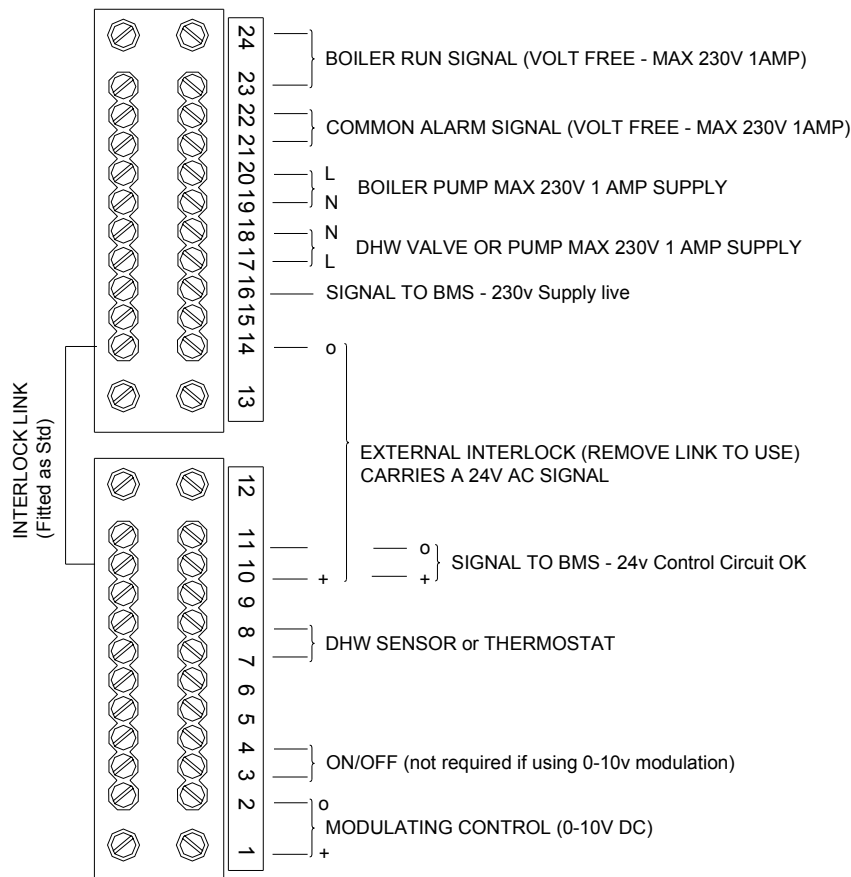 24
BOILER RUN SIGNAL (VOLT FREE - MAX 230V 1AMP)
23
22
COMMON ALARM SIGNAL (VOLT FREE - MAX 230V 1AMP)
21
20 L
BOILER PUMP MAX 230V 1 AMP SUPPLY
19 N
18 N
DHW VALVE OR PUMP MAX 230V 1 AMP SUPPLY
17 L
16 SIGNAL TO BMS - 230v Supply live
15
14 o
13
INTERLOCK LINK
(Fitted as Std)
EXTERNAL INTERLOCK (REMOVE LINK TO USE)
CARRIES A 24V AC SIGNAL
12
11 o
SIGNAL TO BMS - 24v Control Circuit OK
10 + +
9
8
DHW SENSOR or THERMOSTAT
7
6
5
4
ON/OFF (not required if using 0-10v modulation)
3
2 o
MODULATING CONTROL (0-10V DC)
1 +